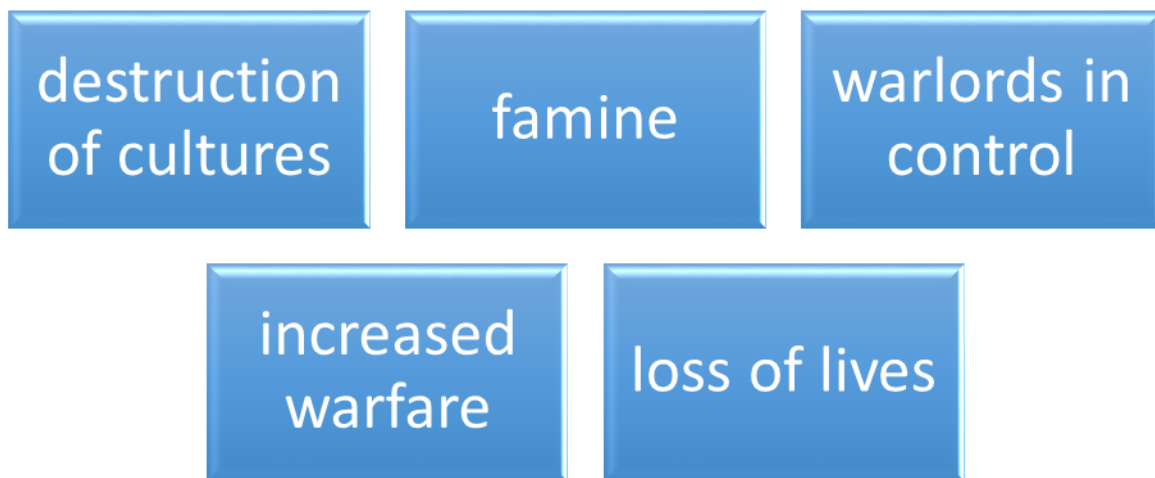 destruction
of cultures
famine
warlords in
control
increased
warfare
loss of lives